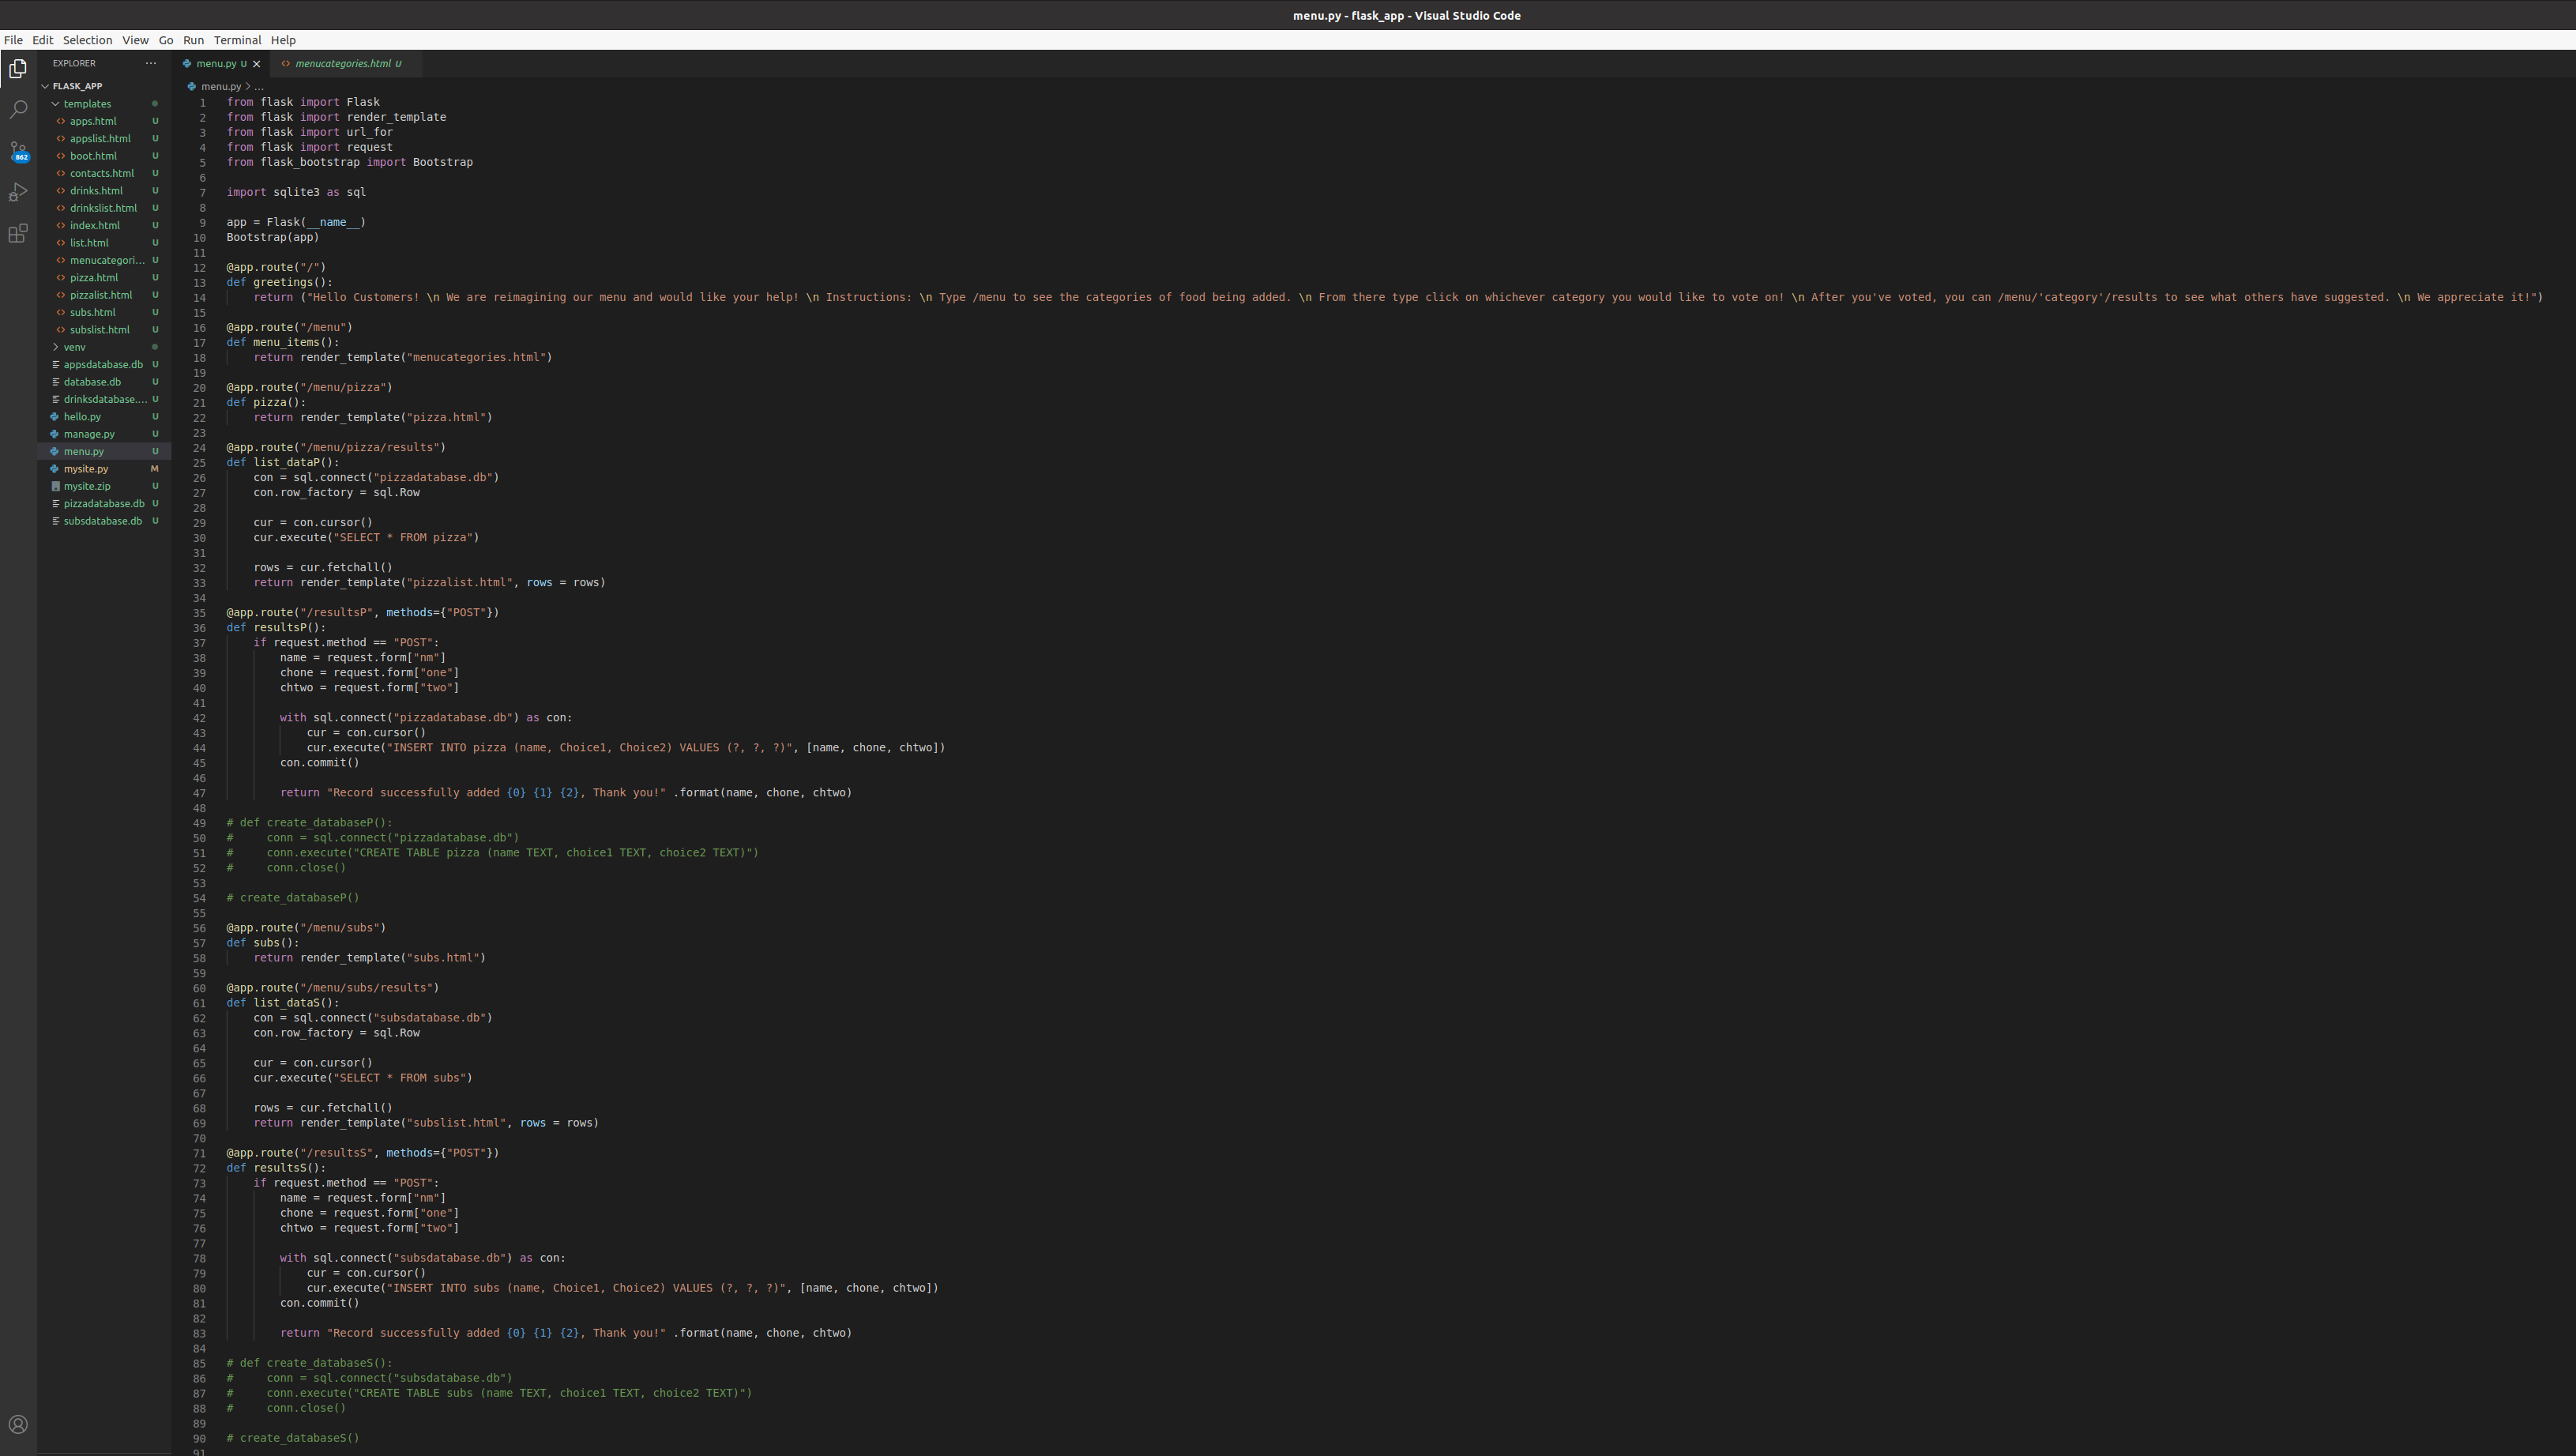 menu.py - flask_app - Visual Studio Code
File Edit Selection View Go Run Terminal Help
EXPLORER ...
FLASK_APP
templates
apps.html U
appslist.html U
boot.html U
contacts.html U
drinks.html U
drinkslist.html U
index.html U
list.html U
menucategori... U
pizza.html U
pizzalist.html U
subs.html U
subslist.html U
venv
appsdatabase.db U
database.db U
drinksdatabase.... U
hello.py U
manage.py U
menu.py U
mysite.py M
mysite.zip U
pizzadatabase.db U
subsdatabase.db U
862
menu.py U menucategories.html U
menu.py > ...
1 from flask import Flask
2 from flask import render_template
3 from flask import url_for
4 from flask import request
5 from flask_bootstrap import Bootstrap
6
7 import sqlite3 as sql
8
9 app = Flask(__name__)
10 Bootstrap(app)
11
12 @app.route("/")
13 def greetings():
14     return ("Hello Customers! \n We are reimagining our menu and would like your help! \n Instructions: \n Type /menu to see the categories of food being added. \n From there type click on whichever category you would like to vote on! \n After you've voted, you can /menu/'category'/results to see what others have suggested. \n We appreciate it!")
15
16 @app.route("/menu")
17 def menu_items():
18     return render_template("menucategories.html")
19
20 @app.route("/menu/pizza")
21 def pizza():
22     return render_template("pizza.html")
23
24 @app.route("/menu/pizza/results")
25 def list_dataP():
26     con = sql.connect("pizzadatabase.db")
27     con.row_factory = sql.Row
28
29     cur = con.cursor()
30     cur.execute("SELECT * FROM pizza")
31
32     rows = cur.fetchall()
33     return render_template("pizzalist.html", rows = rows)
34
35 @app.route("/resultsP", methods={"POST"})
36 def resultsP():
37     if request.method == "POST":
38         name = request.form["nm"]
39         chone = request.form["one"]
40         chtwo = request.form["two"]
41
42         with sql.connect("pizzadatabase.db") as con:
43             cur = con.cursor()
44             cur.execute("INSERT INTO pizza (name, Choice1, Choice2) VALUES (?, ?, ?)", [name, chone, chtwo])
45         con.commit()
46
47         return "Record successfully added {0} {1} {2}, Thank you!" .format(name, chone, chtwo)
48
49 # def create_databaseP():
50 #     conn = sql.connect("pizzadatabase.db")
51 #     conn.execute("CREATE TABLE pizza (name TEXT, choice1 TEXT, choice2 TEXT)")
52 #     conn.close()
53
54 # create_databaseP()
55
56 @app.route("/menu/subs")
57 def subs():
58     return render_template("subs.html")
59
60 @app.route("/menu/subs/results")
61 def list_dataS():
62     con = sql.connect("subsdatabase.db")
63     con.row_factory = sql.Row
64
65     cur = con.cursor()
66     cur.execute("SELECT * FROM subs")
67
68     rows = cur.fetchall()
69     return render_template("subslist.html", rows = rows)
70
71 @app.route("/resultsS", methods={"POST"})
72 def resultsS():
73     if request.method == "POST":
74         name = request.form["nm"]
75         chone = request.form["one"]
76         chtwo = request.form["two"]
77
78         with sql.connect("subsdatabase.db") as con:
79             cur = con.cursor()
80             cur.execute("INSERT INTO subs (name, Choice1, Choice2) VALUES (?, ?, ?)", [name, chone, chtwo])
81         con.commit()
82
83         return "Record successfully added {0} {1} {2}, Thank you!" .format(name, chone, chtwo)
84
85 # def create_databaseS():
86 #     conn = sql.connect("subsdatabase.db")
87 #     conn.execute("CREATE TABLE subs (name TEXT, choice1 TEXT, choice2 TEXT)")
88 #     conn.close()
89
90 # create_databaseS()
91